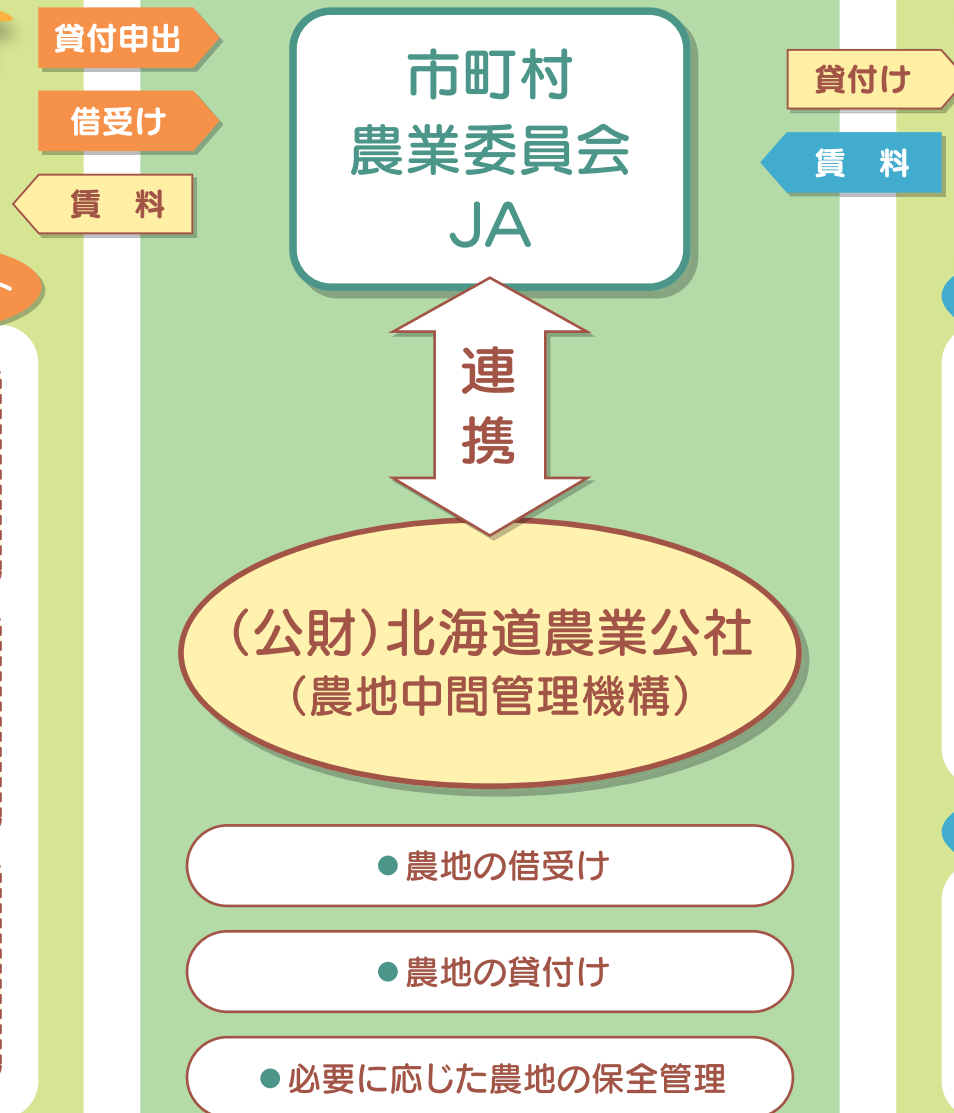 貸付申出
借受け
賃　料
市町村
農業委員会
JA
貸付け
賃　料
連
携
（公財）北海道農業公社
（農地中間管理機構）
●農地の借受け
●農地の貸付け
●必要に応じた農地の保全管理